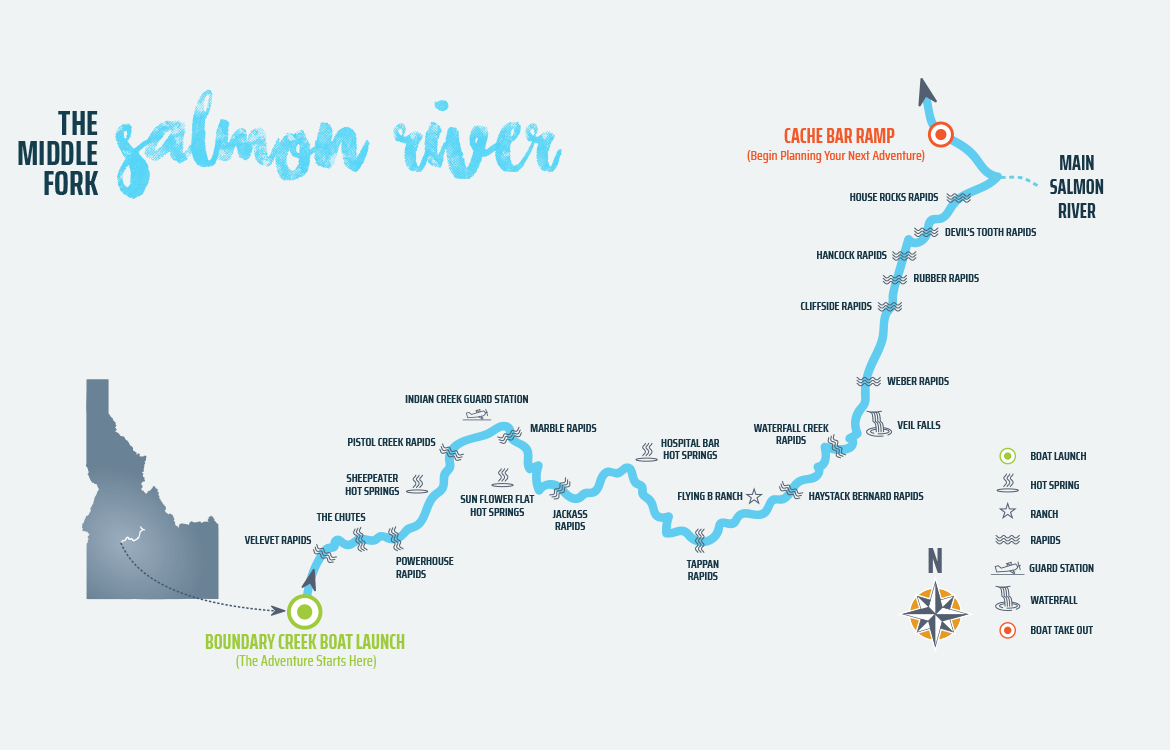 THE
MIDDLE
FORK
salmon river
CACHE BAR RAMP
(Begin Planning Your Next Adventure)
MAIN
SALMON
RIVER
HOUSE ROCKS RAPIDS
DEVIL'S TOOTH RAPIDS
HANCOCK RAPIDS
RUBBER RAPIDS
CLIFFSIDE RAPIDS
WEBER RAPIDS
VEIL FALLS
WATERFALL CREEK
RAPIDS
INDIAN CREEK GUARD STATION
MARBLE RAPIDS
PISTOL CREEK RAPIDS
HOSPITAL BAR
HOT SPRINGS
SHEEPEATER
HOT SPRINGS
SUN FLOWER FLAT
HOT SPRINGS
FLYING B RANCH
HAYSTACK BERNARD RAPIDS
JACKASS
RAPIDS
THE CHUTES
VELEVET RAPIDS
POWERHOUSE
RAPIDS
TAPPAN
RAPIDS
BOUNDARY CREEK BOAT LAUNCH
(The Adventure Starts Here)
BOAT LAUNCH
HOT SPRING
RANCH
RAPIDS
GUARD STATION
WATERFALL
BOAT TAKE OUT
N